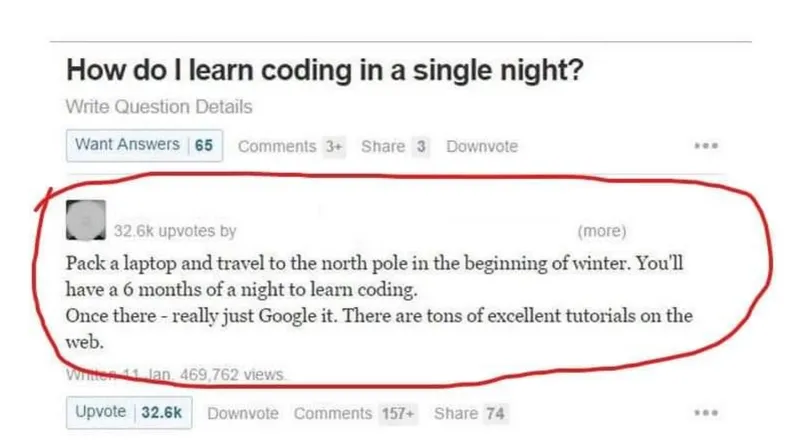 How do I learn coding in a single night?
Write Question Details
Want Answers 65 Comments 3+ Share 3 Downvote
32.6k upvotes by (more)
Pack a laptop and travel to the north pole in the beginning of winter. You'll
have a 6 months of a night to learn coding.
Once there - really just Google it. There are tons of excellent tutorials on the
web.
Written 11 Jan. 469,762 views.
Upvote 32.6k Downvote Comments 157+ Share 74